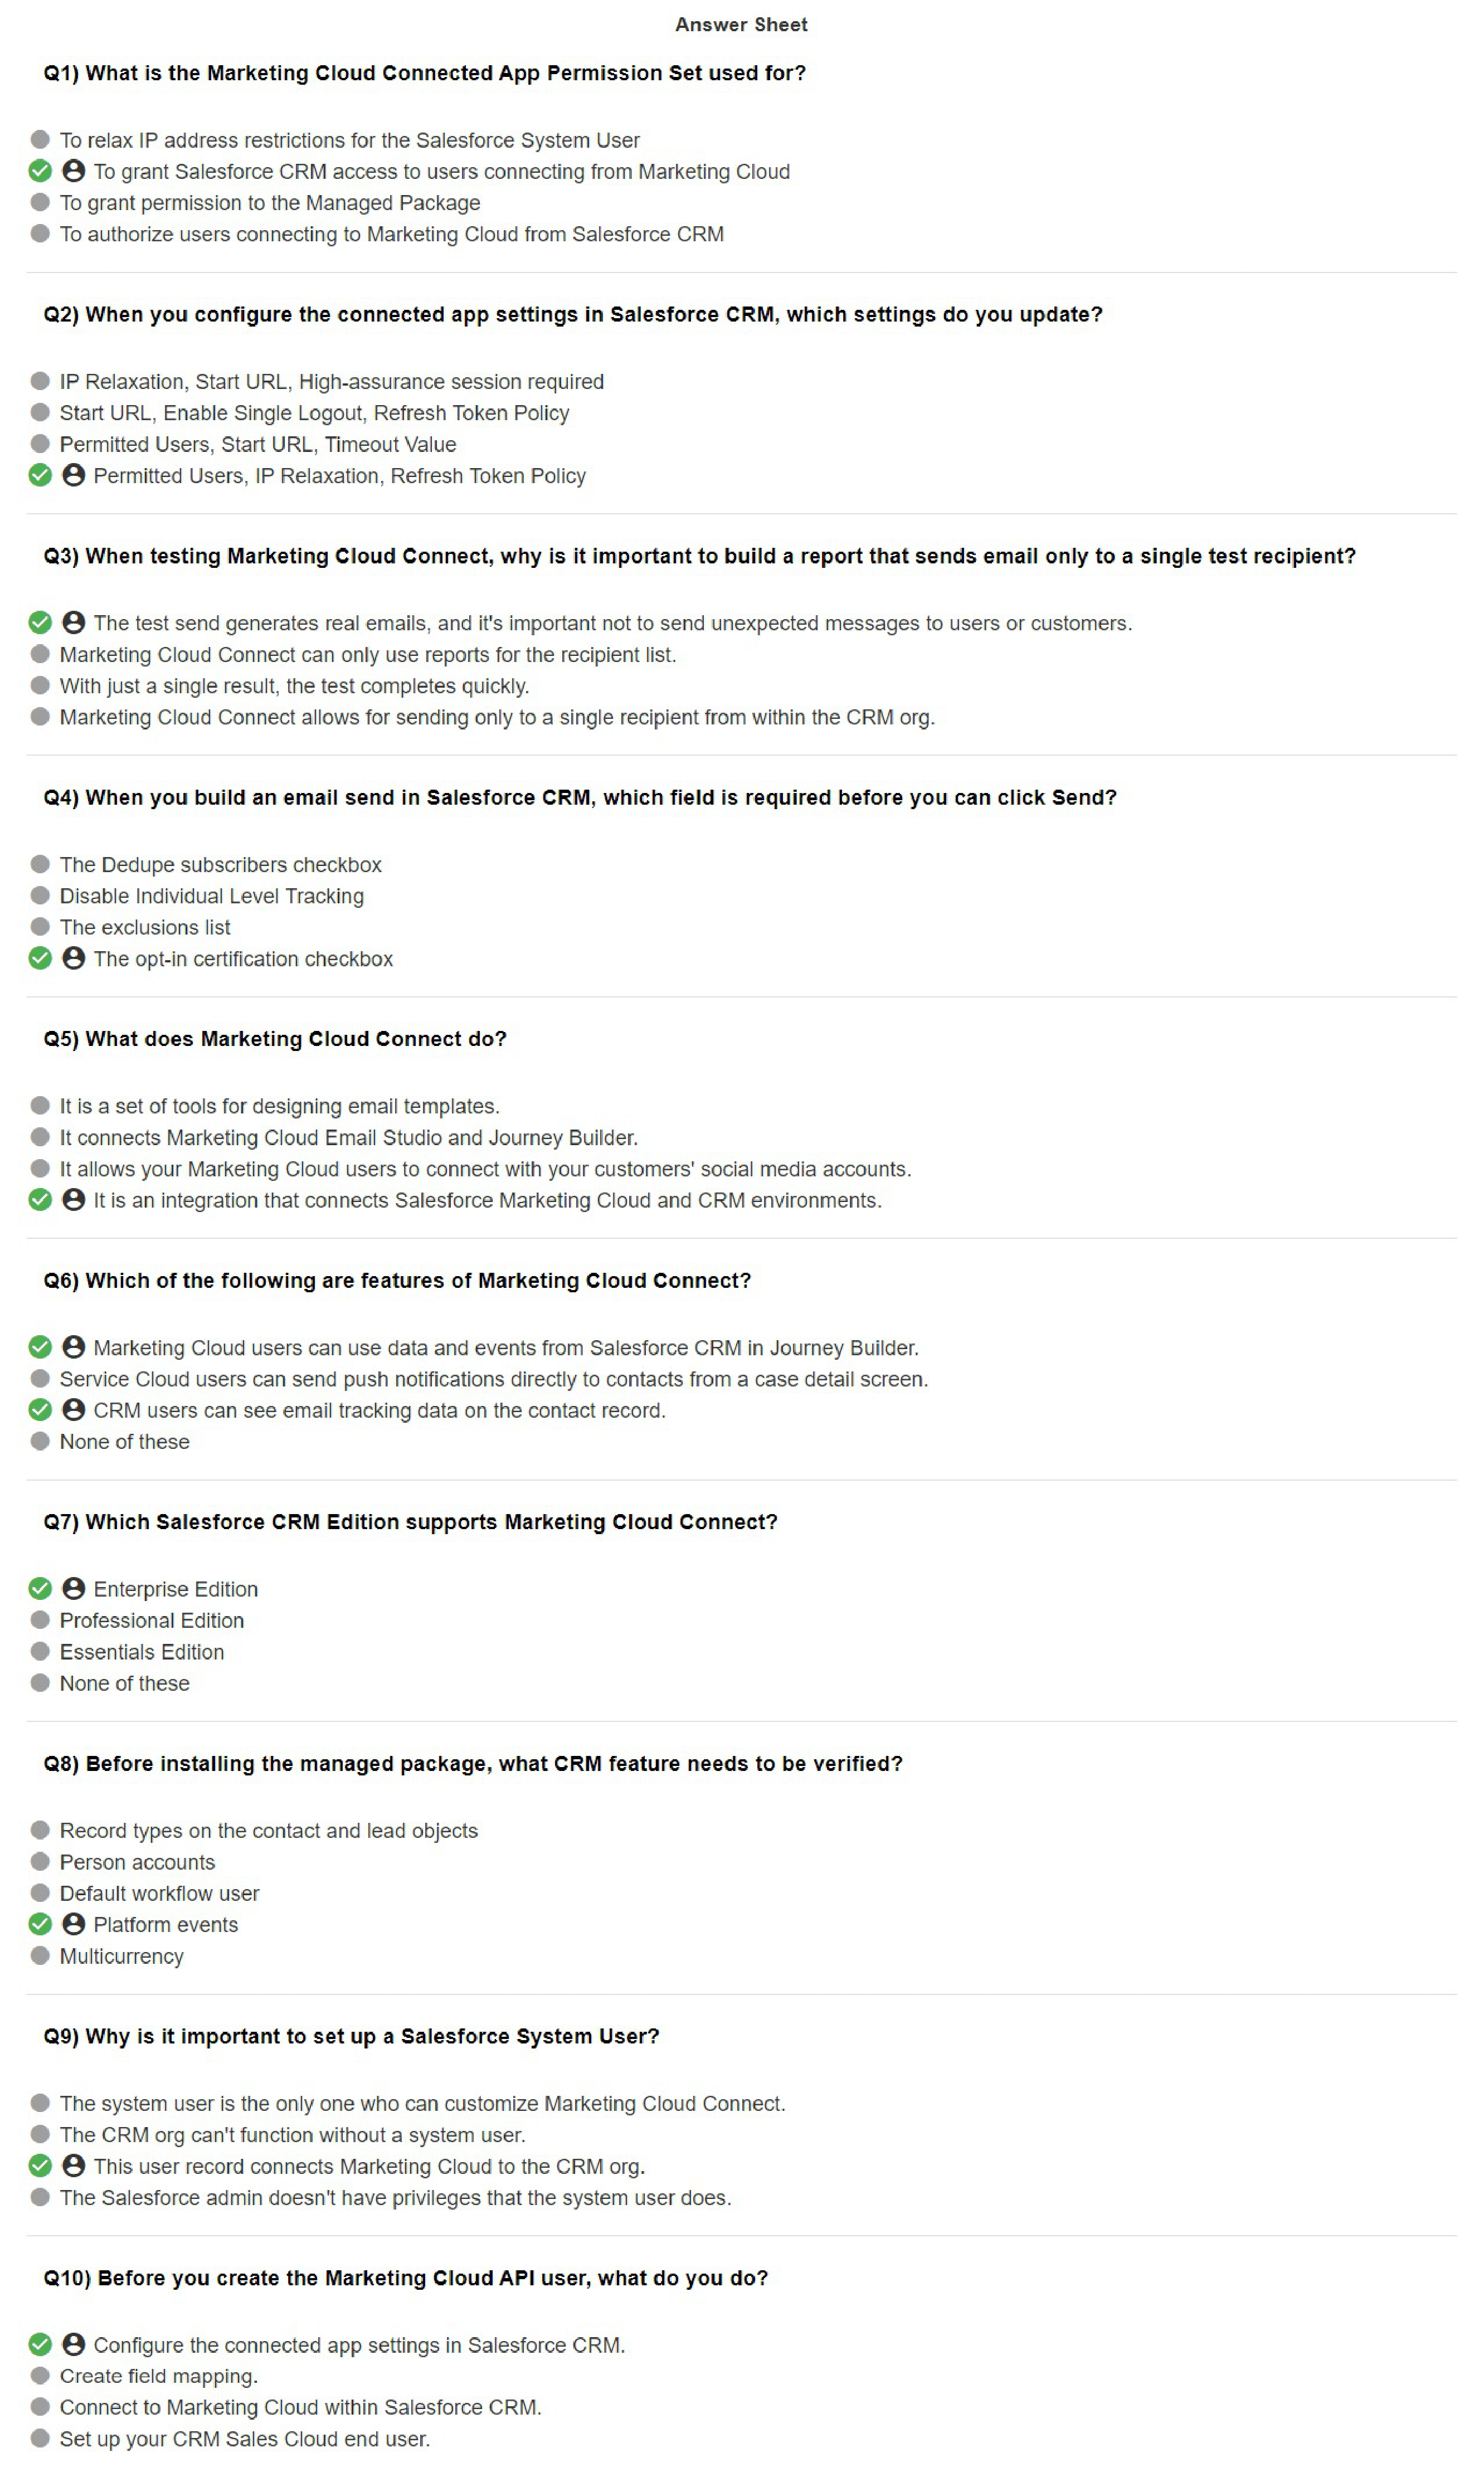 Answer Sheet
Q1) What is the Marketing Cloud Connected App Permission Set used for?
To relax IP address restrictions for the Salesforce System User
To grant Salesforce CRM access to users connecting from Marketing Cloud
To grant permission to the Managed Package
To authorize users connecting to Marketing Cloud from Salesforce CRM
Q2) When you configure the connected app settings in Salesforce CRM, which settings do you update?
IP Relaxation, Start URL, High-assurance session required
Start URL, Enable Single Logout, Refresh Token Policy
Permitted Users, Start URL, Timeout Value
Permitted Users, IP Relaxation, Refresh Token Policy
Q3) When testing Marketing Cloud Connect, why is it important to build a report that sends email only to a single test recipient?
The test send generates real emails, and it's important not to send unexpected messages to users or customers.
Marketing Cloud Connect can only use reports for the recipient list.
With just a single result, the test completes quickly.
Marketing Cloud Connect allows for sending only to a single recipient from within the CRM org.
Q4) When you build an email send in Salesforce CRM, which field is required before you can click Send?
The Dedupe subscribers checkbox
Disable Individual Level Tracking
The exclusions list
The opt-in certification checkbox
Q5) What does Marketing Cloud Connect do?
It is a set of tools for designing email templates.
It connects Marketing Cloud Email Studio and Journey Builder.
It allows your Marketing Cloud users to connect with your customers' social media accounts.
It is an integration that connects Salesforce Marketing Cloud and CRM environments.
Q6) Which of the following are features of Marketing Cloud Connect?
Marketing Cloud users can use data and events from Salesforce CRM in Journey Builder.
Service Cloud users can send push notifications directly to contacts from a case detail screen.
CRM users can see email tracking data on the contact record.
None of these
Q7) Which Salesforce CRM Edition supports Marketing Cloud Connect?
Enterprise Edition
Professional Edition
Essentials Edition
None of these
Q8) Before installing the managed package, what CRM feature needs to be verified?
Record types on the contact and lead objects
Person accounts
Default workflow user
Platform events
Multicurrency
Q9) Why is it important to set up a Salesforce System User?
The system user is the only one who can customize Marketing Cloud Connect.
The CRM org can't function without a system user.
This user record connects Marketing Cloud to the CRM org.
The Salesforce admin doesn't have privileges that the system user does.
Q10) Before you create the Marketing Cloud API user, what do you do?
Configure the connected app settings in Salesforce CRM.
Create field mapping.
Connect to Marketing Cloud within Salesforce CRM.
Set up your CRM Sales Cloud end user.